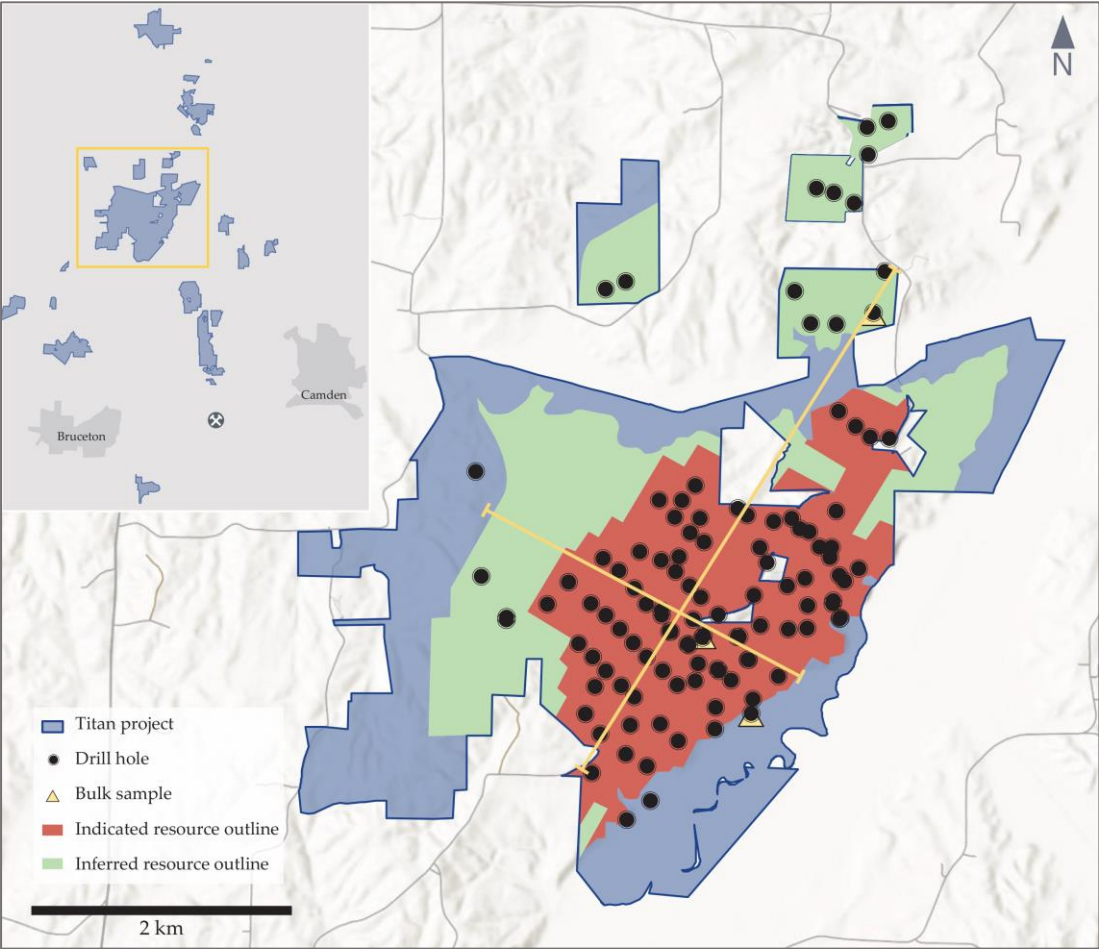 N
Camden
Bruceton
Titan project
Drill hole
Bulk sample
Indicated resource outline
Inferred resource outline
2 km